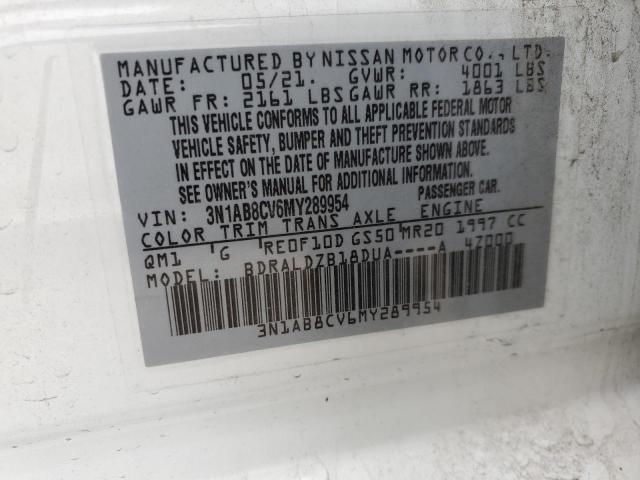 MANUFACTURED BY NISSAN MOTOR CO., LTD.
DATE: 05/21. GVWR: 4001 LBS
GAWR FR: 2161 LBS GAWR RR: 1863 LBS
THIS VEHICLE CONFORMS TO ALL APPLICABLE FEDERAL MOTOR
VEHICLE SAFETY, BUMPER AND THEFT PREVENTION STANDARDS
IN EFFECT ON THE DATE OF MANUFACTURE SHOWN ABOVE.
SEE OWNER'S MANUAL FOR ADDITIONAL INFORMATION.
VIN: 3N1AB8CV6MY289954 PASSENGER CAR.
COLOR TRIM TRANS AXLE ENGINE
QM1 G RE0F10D GS50 MR20 1997 CC
BDRALDZB18DUA----A 47000
3N1AB8CV6MY289954